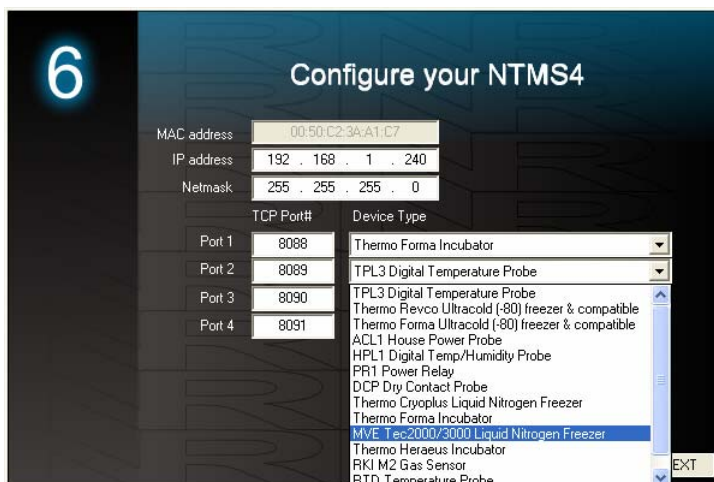 6
Configure your NTMS4
MAC address 00:50:C2:3A:A1:C7
IP address 192 . 168 . 1 . 240
Netmask 255 . 255 . 255 . 0
TCP Port# Device Type
Port 1 8088 Thermo Forma Incubator
Port 2 8089 TPL3 Digital Temperature Probe
Port 3 8090
Port 4 8091
TPL3 Digital Temperature Probe
Thermo Revco Ultracold (-80) freezer & compatible
Thermo Forma Ultracold (-80) freezer & compatible
ACL1 House Power Probe
HPL1 Digital Temp/Humidity Probe
PR1 Power Relay
DCP Dry Contact Probe
Thermo Cryoplus Liquid Nitrogen Freezer
Thermo Forma Incubator
MVE Tec2000/3000 Liquid Nitrogen Freezer
Thermo Heraeus Incubator
RKI M2 Gas Sensor
RTD Temperature Probe
EXT